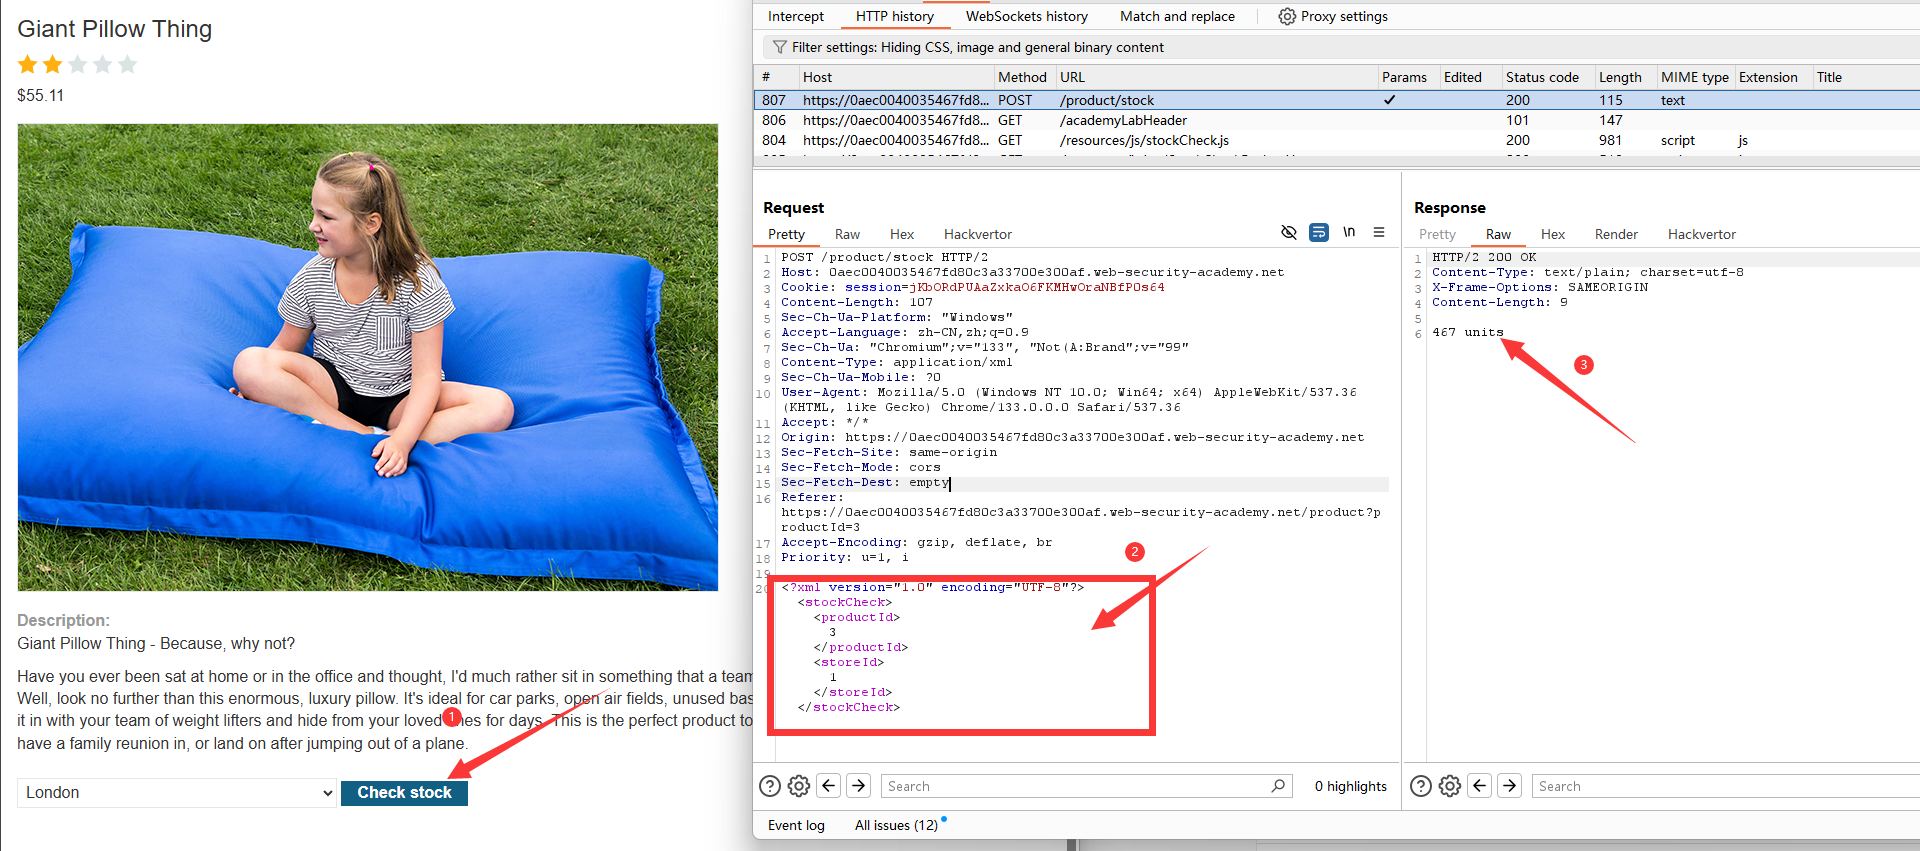 Giant Pillow Thing
$55.11
Description:
Giant Pillow Thing - Because, why not?
Have you ever been sat at home or in the office and thought, I'd much rather sit in something that a team
Well, look no further than this enormous, luxury pillow. It's ideal for car parks, open air fields, unused bas
it in with your team of weight lifters and hide from your loved nes for days. This is the perfect product to
have a family reunion in, or land on after jumping out of a plane.
1
London
Check stock
Intercept HTTP history WebSockets history Match and replace Proxy settings
Filter settings: Hiding CSS, image and general binary content
# Host Method URL Params Edited Status code Length MIME type Extension Title
807 https://0aec0040035467fd8... POST /product/stock ✓ 200 115 text
806 https://0aec0040035467fd8... GET /academyLabHeader 101 147
804 https://0aec0040035467fd8... GET /resources/js/stockCheck.js 200 981 script js
Request
Pretty Raw Hex Hackvertor
\n
1 POST /product/stock HTTP/2
2 Host: 0aec0040035467fd80c3a33700e300af.web-security-academy.net
3 Cookie: session=jKbORdPUAaZxkaO6FKMHwOraNBfP0s64
4 Content-Length: 107
5 Sec-Ch-Ua-Platform: "Windows"
6 Accept-Language: zh-CN,zh;q=0.9
7 Sec-Ch-Ua: "Chromium";v="133", "Not(A:Brand";v="99"
8 Content-Type: application/xml
9 Sec-Ch-Ua-Mobile: ?0
10 User-Agent: Mozilla/5.0 (Windows NT 10.0; Win64; x64) AppleWebKit/537.36
(KHTML, like Gecko) Chrome/133.0.0.0 Safari/537.36
11 Accept: */*
12 Origin: https://0aec0040035467fd80c3a33700e300af.web-security-academy.net
13 Sec-Fetch-Site: same-origin
14 Sec-Fetch-Mode: cors
15 Sec-Fetch-Dest: empty
16 Referer:
https://0aec0040035467fd80c3a33700e300af.web-security-academy.net/product?p
roductId=3
17 Accept-Encoding: gzip, deflate, br
18 Priority: u=1, i
19
20 <?xml version="1.0" encoding="UTF-8"?>
<stockCheck>
<productId>
3
</productId>
<storeId>
1
</storeId>
</stockCheck>
2
Search
0 highlights
Response
Pretty Raw Hex Render Hackvertor
1 HTTP/2 200 OK
2 Content-Type: text/plain; charset=utf-8
3 X-Frame-Options: SAMEORIGIN
4 Content-Length: 9
5
6 467 units
3
Search
Event log All issues (12)